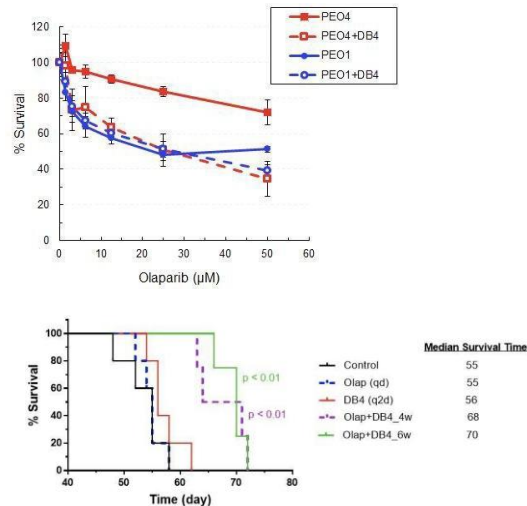 PEO4
PEO4+DB4
PEO1
PEO1+DB4
120
100
80
60
40
20
0
% Survival
0 10 20 30 40 50 60
Olaparib (µM)
100
80
60
40
20
0
% Survival
p < 0.01
p < 0.01
40 50 60 70 80
Time (day)
Median Survival Time
Control 55
Olap (qd) 55
DB4 (q2d) 56
Olap+DB4_4w 68
Olap+DB4_6w 70